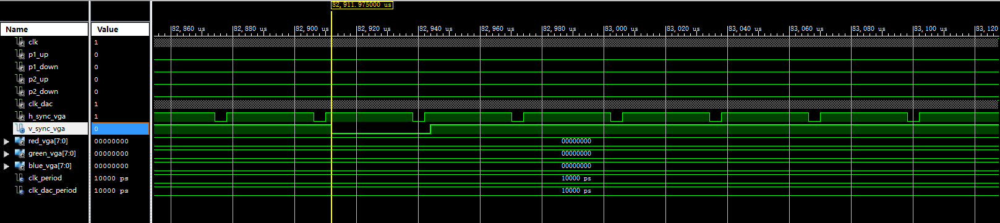 82,911.975000 us
82,860 us 82,880 us 82,900 us 82,920 us 82,940 us 82,960 us 82,980 us 83,000 us 83,020 us 83,040 us 83,060 us 83,080 us 83,100 us 83,120
Name Value
clk 1
p1_up 0
p1_down 0
p2_up 0
p2_down 0
clk_dac 1
h_sync_vga 1
v_sync_vga 0
red_vga[7:0] 00000000 00000000
green_vga[7:0] 00000000 00000000
blue_vga[7:0] 00000000 00000000
clk_period 10000 ps 10000 ps
clk_dac_period 10000 ps 10000 ps